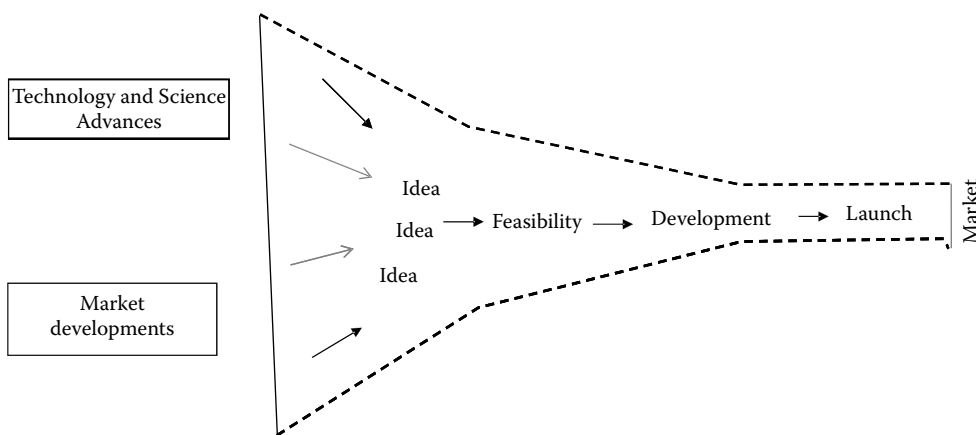 Technology and Science
Advances
Idea
Idea
Feasibility
Development
Launch
Market
Idea
Market
developments